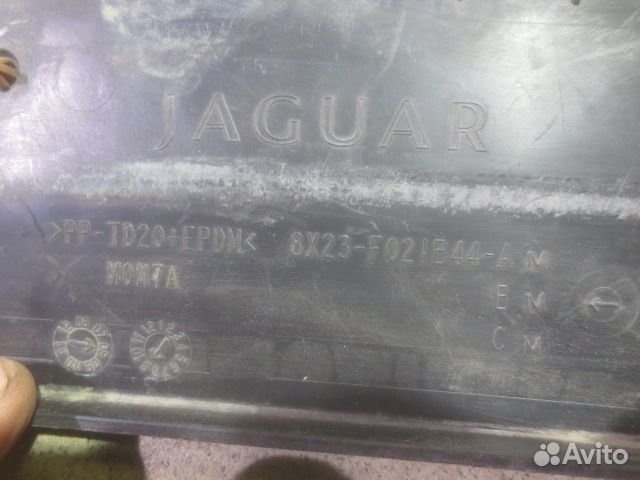 JAGUAR
>PP-TD20+EPDM< 8X23-F021B44-A M
MOM7A
B M
C M
Avito